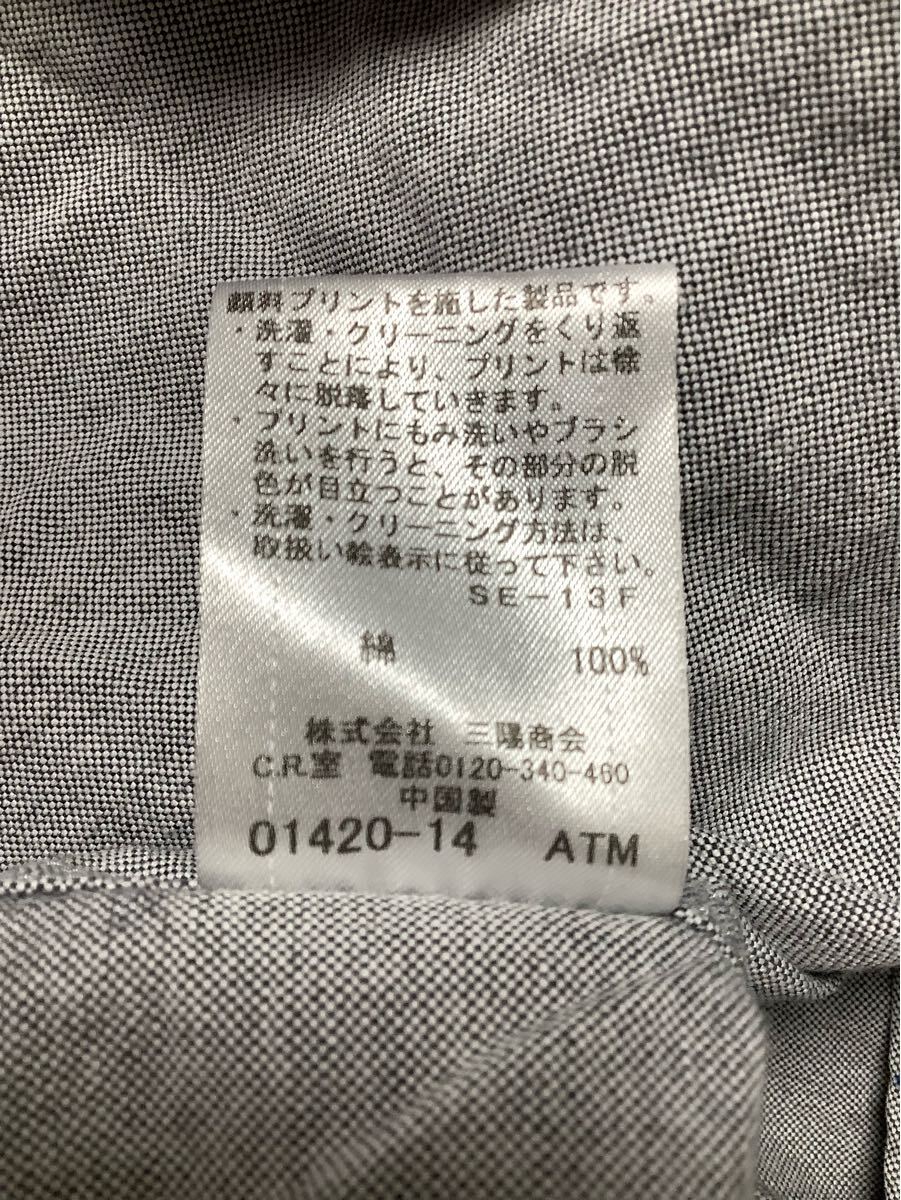 顔料プリントを施した製品です。
・洗濯・クリーニングをくり返
すことにより、プリントは徐
々に脱落していきます。
・プリントにもみ洗いやブラシ
洗いを行うと、その部分の脱
色が目立つことがあります。
・洗濯・クリーニング方法は、
取扱い絵表示に従って下さい。
SE-13F
綿 100%
株式会社 三陽商会
C.R.室 電話0120-340-460
中国製
01420-14 ATM